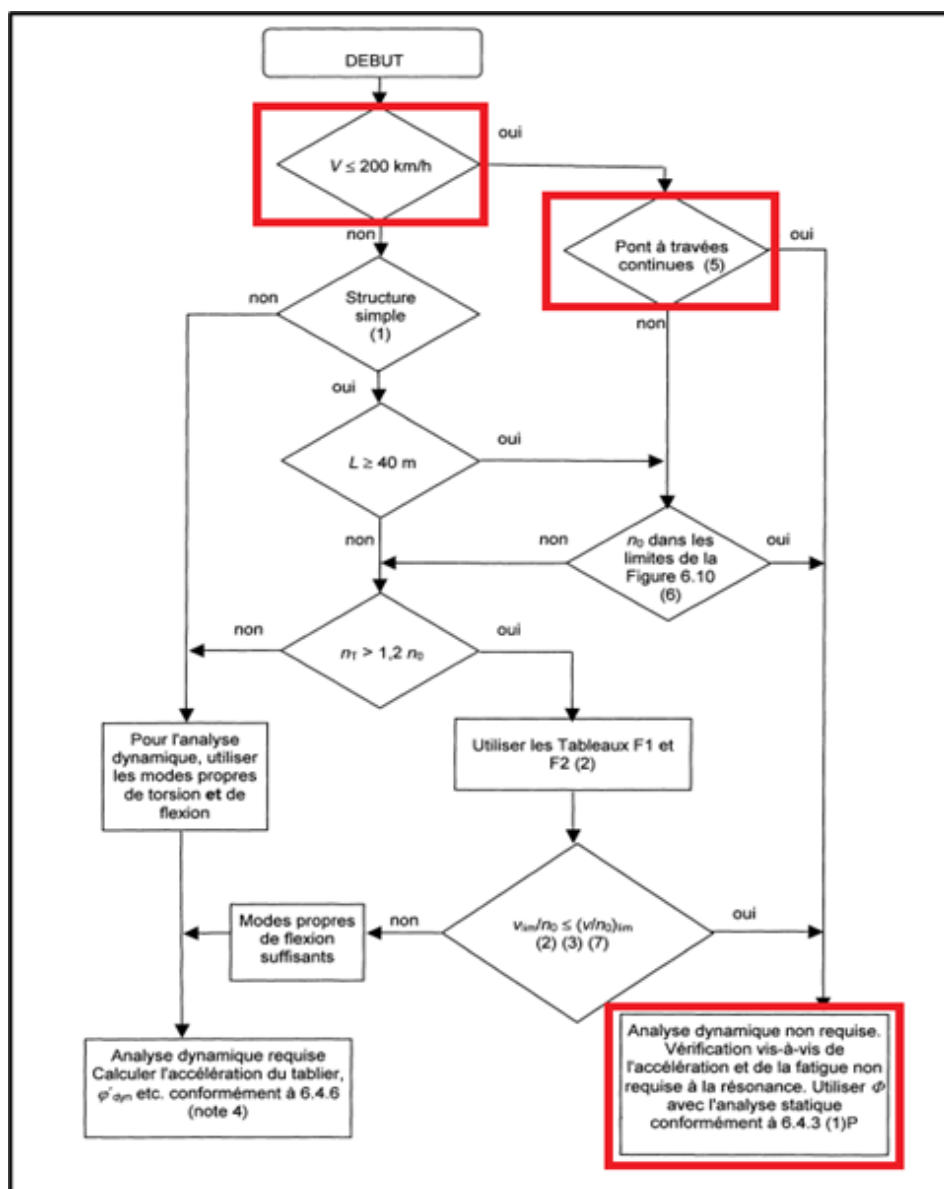 DEBUT
oui
V ≤ 200 km/h
non
Pont à travées
continues (5)
oui
non
non
Structure
simple
(1)
oui
L ≥ 40 m
oui
non
non
n0 dans les
limites de la
Figure 6.10
(6)
oui
non
nT > 1,2 n0
oui
Pour l'analyse
dynamique, utiliser
les modes propres
de torsion et de
flexion
Utiliser les Tableaux F1 et
F2 (2)
Modes propres
de flexion
suffisants
non
vlim/n0 ≤ (v/n0)lim
(2) (3) (7)
oui
Analyse dynamique requise
Calculer l'accélération du tablier,
φ'dyn etc. conformément à 6.4.6
(note 4)
Analyse dynamique non requise.
Vérification vis-à-vis de
l'accélération et de la fatigue non
requise à la résonance. Utiliser Φ
avec l'analyse statique
conformément à 6.4.3 (1)P